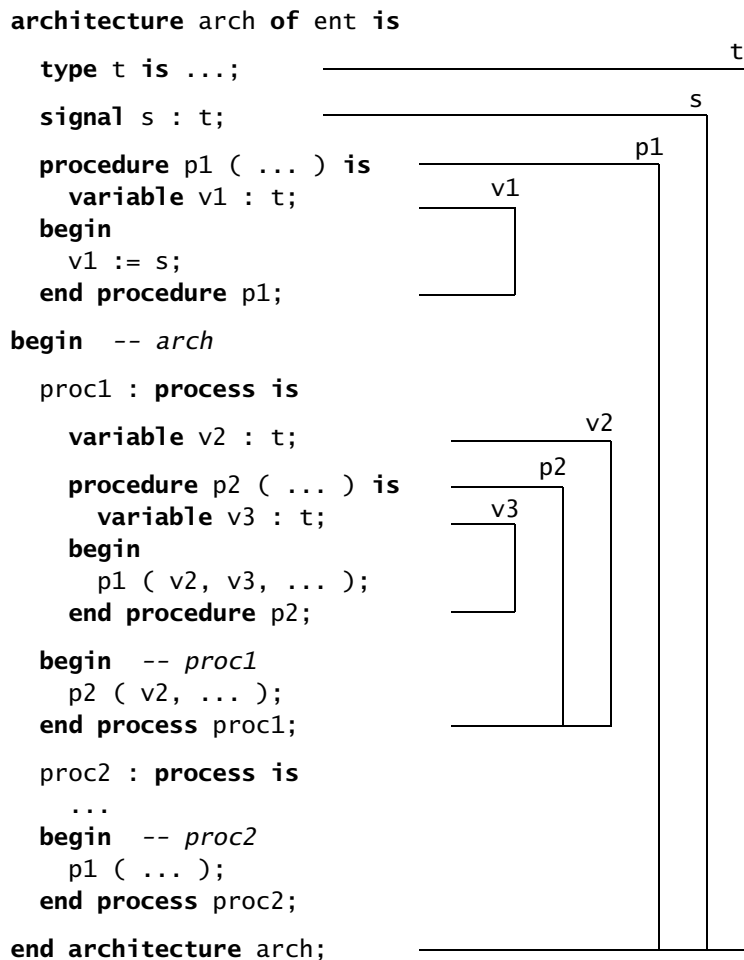 architecture arch of ent is
t
type t is ...;
s
signal s : t;
p1
procedure p1 ( ... ) is
v1
variable v1 : t;
begin
v1 := s;
end procedure p1;
begin -- arch
proc1 : process is
v2
variable v2 : t;
p2
procedure p2 ( ... ) is
v3
variable v3 : t;
begin
p1 ( v2, v3, ... );
end procedure p2;
begin -- proc1
p2 ( v2, ... );
end process proc1;
proc2 : process is
...
begin -- proc2
p1 ( ... );
end process proc2;
end architecture arch;